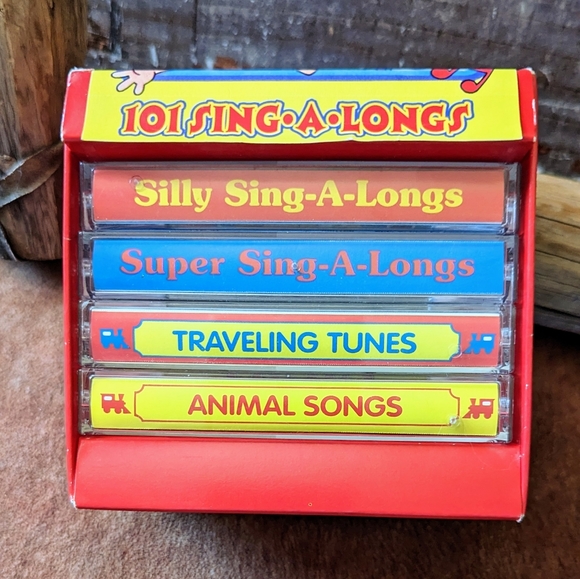 101 SING•A•LONGS
Silly Sing-A-Longs
Super Sing-A-Longs
TRAVELING TUNES
ANIMAL SONGS